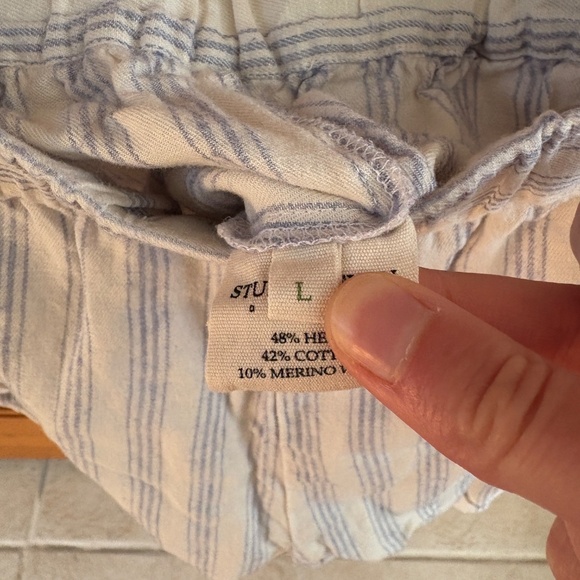 STU
L
48% HE
42% COTT
10% MERINO W